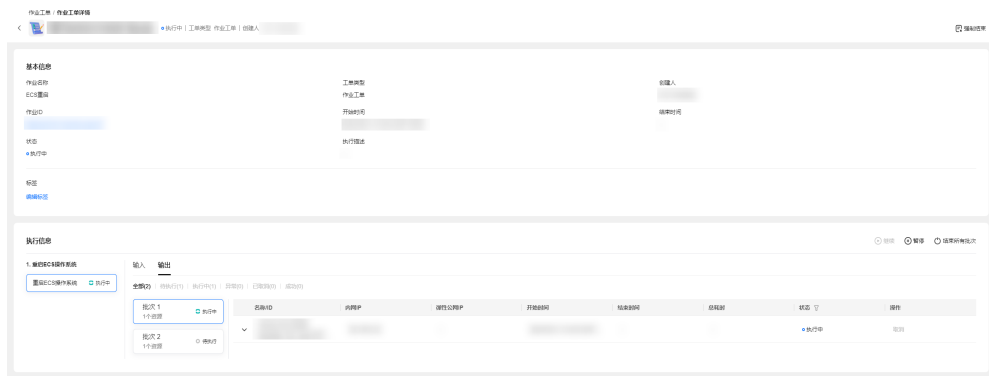 作业工单 / 作业工单详情
执行中 | 工单类型 作业工单 | 创建人
强制结束
基本信息
作业名称 工单类型 创建人
ECS重启 作业工单
作业ID 开始时间 结束时间
状态 执行描述
执行中
标签
编辑标签
执行信息
继续 暂停 结束所有批次
1. 重启ECS操作系统 输入 输出
重启ECS操作系统 执行中
全部(2) | 待执行(1) | 执行中(1) | 异常(0) | 已取消(0) | 成功(0)
批次 1 执行中
1个资源
名称/ID 内网IP 弹性公网IP 开始时间 结束时间 总耗时 状态 操作
执行中 取消
批次 2 待执行
1个资源